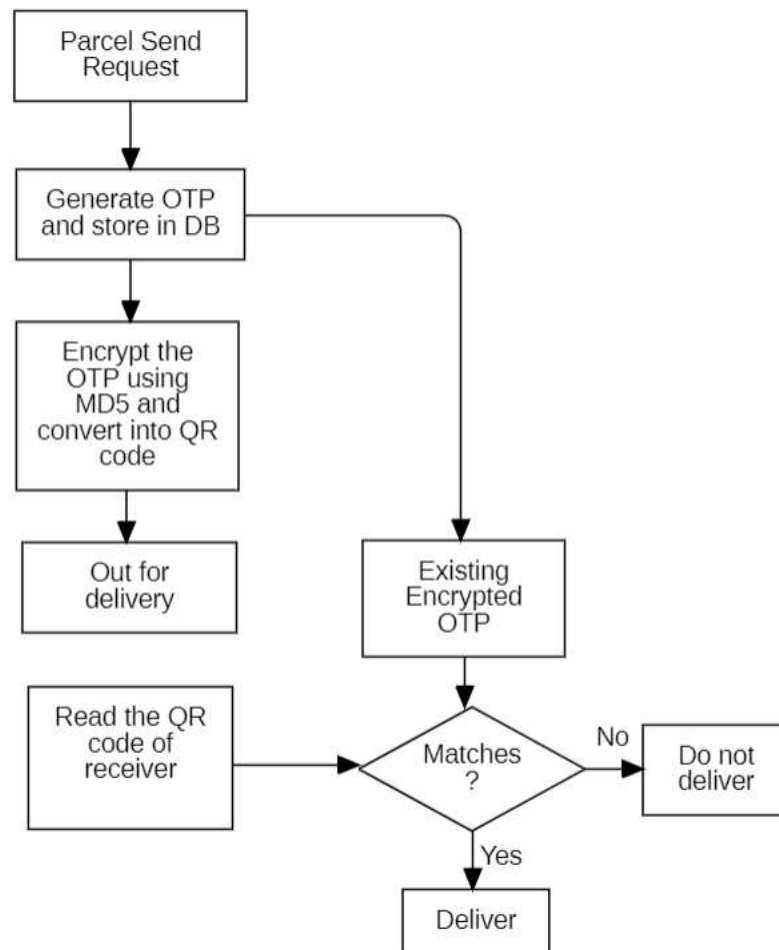 Parcel Send
Request
Generate OTP
and store in DB
Encrypt the
OTP using
MD5 and
convert into QR
code
Out for
delivery
Existing
Encrypted
OTP
Read the QR
code of
receiver
Matches
?
No
Do not
deliver
Yes
Deliver